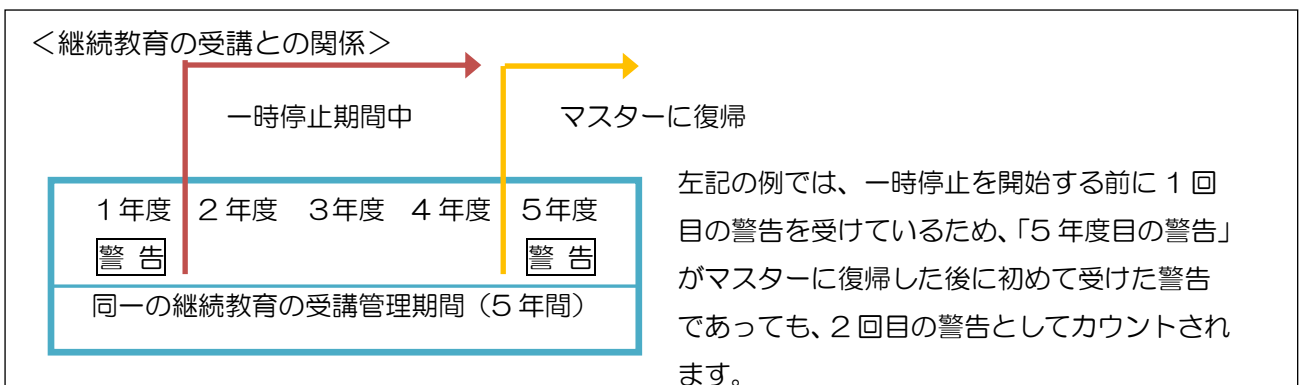 ＜継続教育の受講との関係＞
一時停止期間中
マスターに復帰
１年度 ２年度 ３年度 ４年度 ５年度
警 告 警 告
同一の継続教育の受講管理期間（５年間）
左記の例では、一時停止を開始する前に１回
目の警告を受けているため、「５年度目の警告」
がマスターに復帰した後に初めて受けた警告
であっても、２回目の警告としてカウントされ
ます。